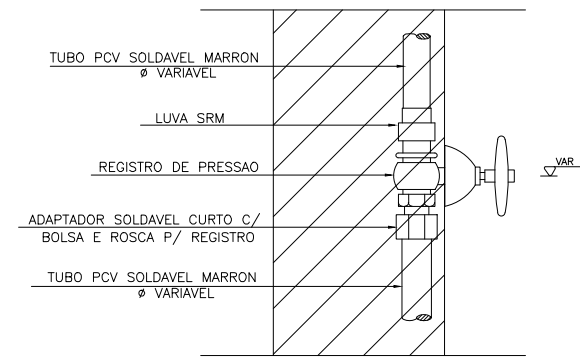 TUBO PCV SOLDAVEL MARRON
Ø VARIAVEL
LUVA SRM
VAR
REGISTRO DE PRESSAO
ADAPTADOR SOLDAVEL CURTO C/
BOLSA E ROSCA P/ REGISTRO
TUBO PCV SOLDAVEL MARRON
Ø VARIAVEL